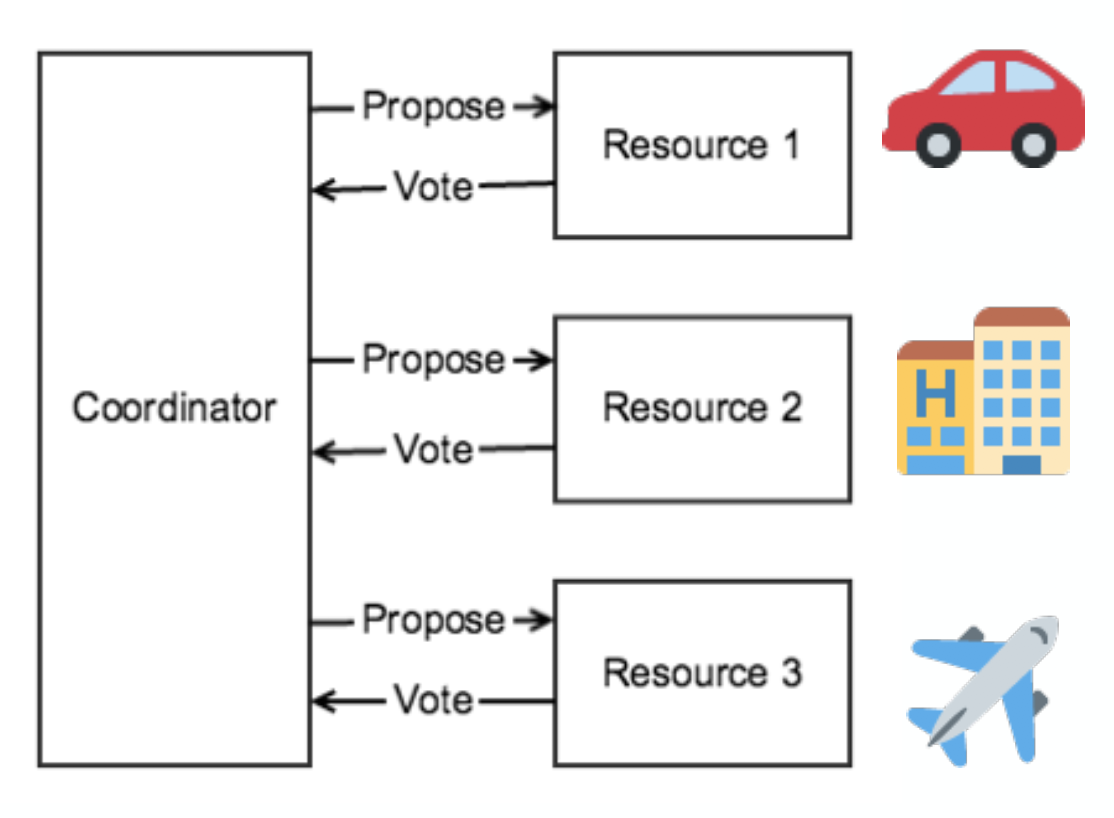 Coordinator
Propose
Vote
Resource 1
Propose
Vote
Resource 2
Propose
Vote
Resource 3
H